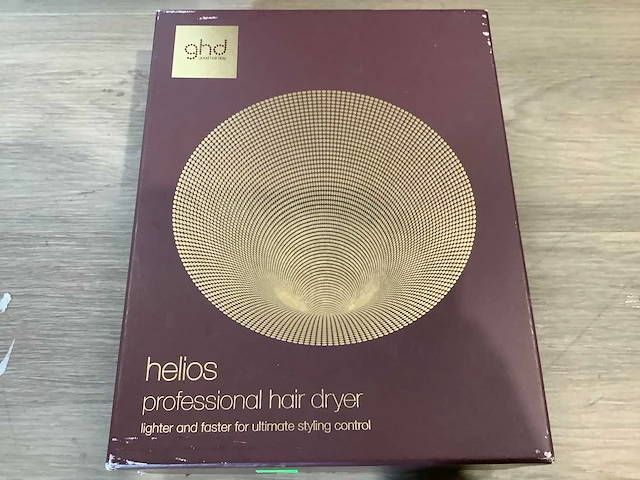 ghd
good hair day
helios
professional hair dryer
lighter and faster for ultimate styling control